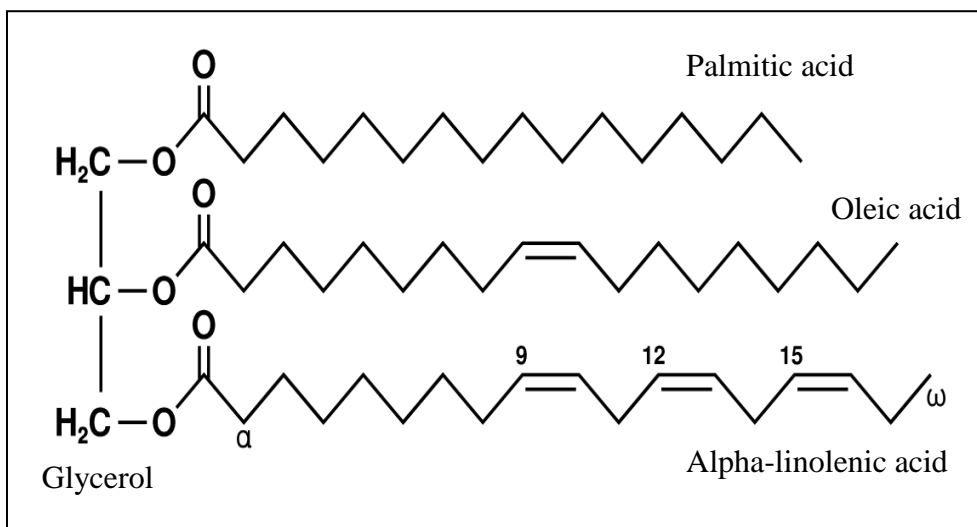 O
Palmitic acid
H₂C–O
O
Oleic acid
HC–O
O
9 12 15
H₂C–O
α
ω
Alpha-linolenic acid
Glycerol